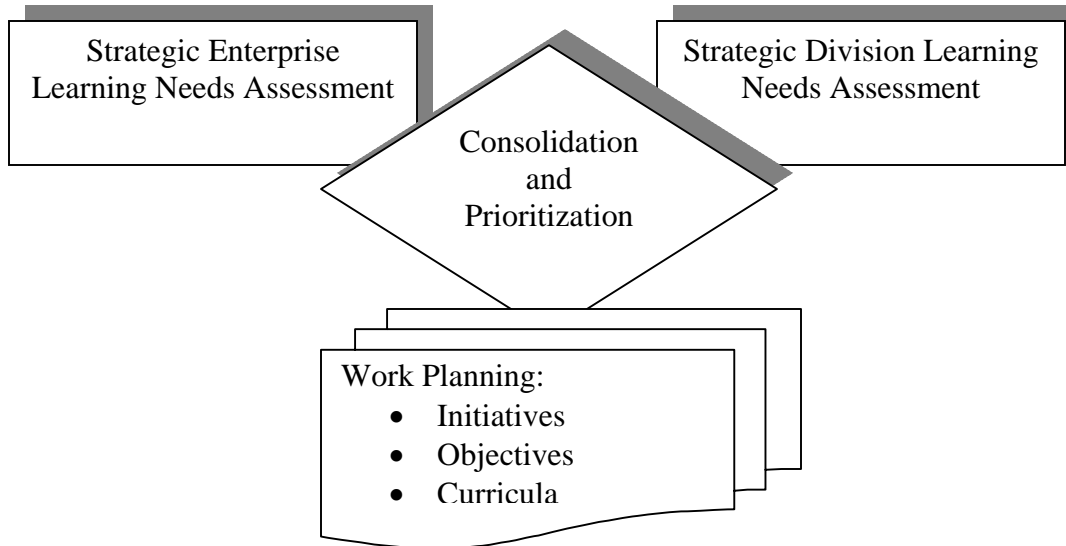 Strategic Enterprise
Learning Needs Assessment
Strategic Division Learning
Needs Assessment
Consolidation
and
Prioritization
Work Planning:
• Initiatives
• Objectives
• Curricula